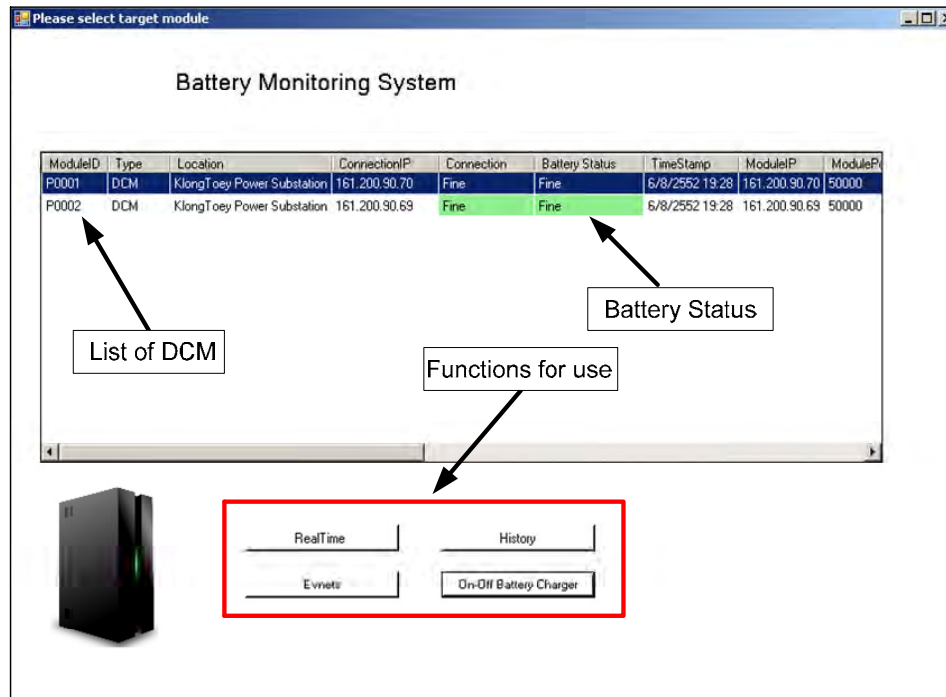 Please select target module
Battery Monitoring System
ModuleID Type Location ConnectionIP Connection Battery Status TimeStamp ModuleIP ModulePo
P0001 DCM KlongToey Power Substation 161.200.90.70 Fine Fine 6/8/2552 19:28 161.200.90.70 50000
P0002 DCM KlongToey Power Substation 161.200.90.69 Fine Fine 6/8/2552 19:28 161.200.90.69 50000
Battery Status
List of DCM
Functions for use
RealTime History
Evnets On-Off Battery Charger